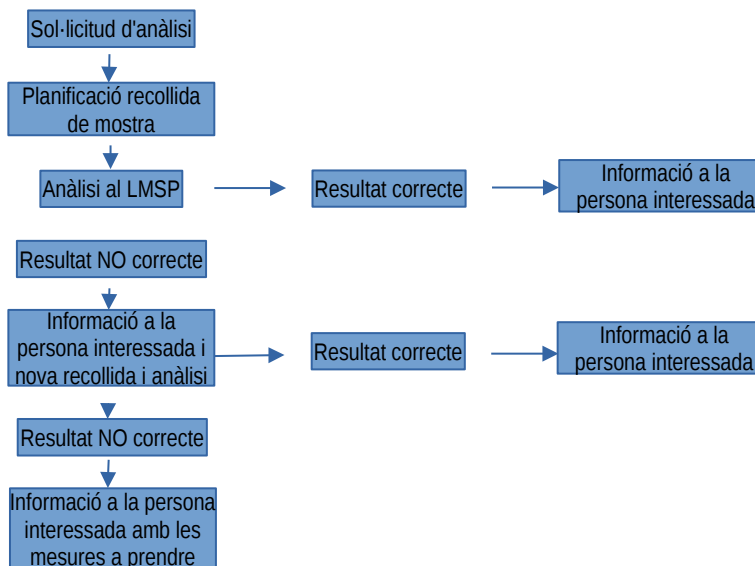 Sol·licitud d'anàlisi
Planificació recollida
de mostra
Anàlisi al LMSP
Resultat correcte
Informació a la
persona interessada
Resultat NO correcte
Informació a la
persona interessada i
nova recollida i anàlisi
Resultat correcte
Informació a la
persona interessada
Resultat NO correcte
Informació a la persona
interessada amb les
mesures a prendre